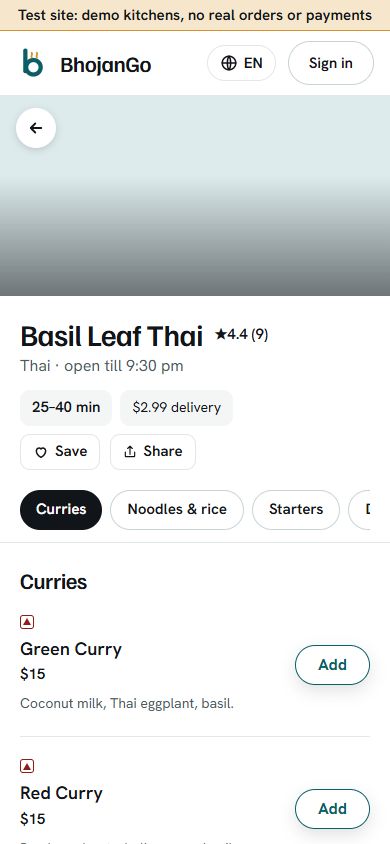 Test site: demo kitchens, no real orders or payments
BhojanGo
EN
Sign in
Basil Leaf Thai ★4.4 (9)
Thai · open till 9:30 pm
25–40 min
$2.99 delivery
Save
Share
Curries
Noodles & rice
Starters
Curries
Green Curry
$15
Coconut milk, Thai eggplant, basil.
Add
Red Curry
$15
Add